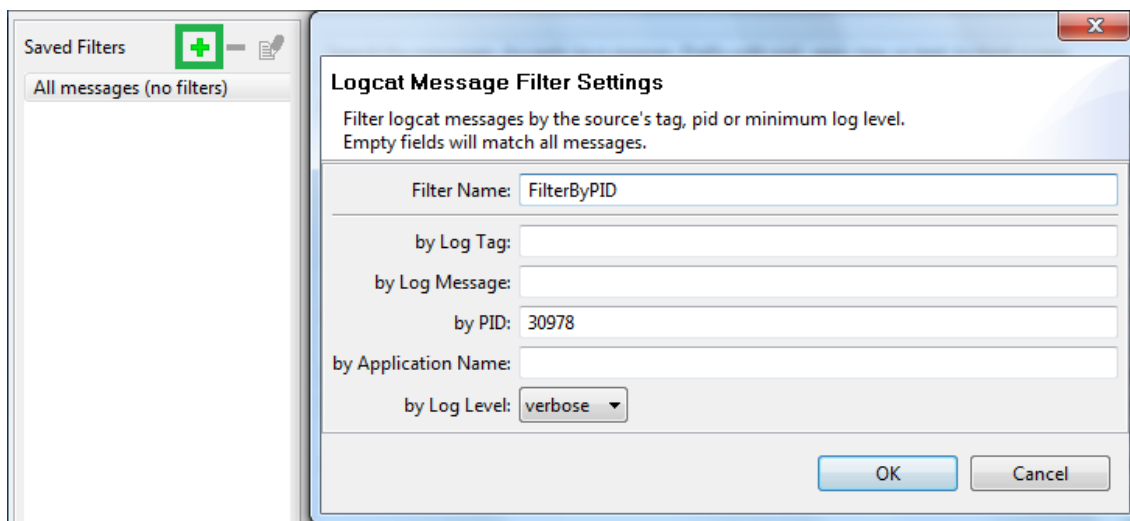 Saved Filters
All messages (no filters)
Logcat Message Filter Settings
Filter logcat messages by the source's tag, pid or minimum log level.
Empty fields will match all messages.
Filter Name: FilterByPID
by Log Tag:
by Log Message:
by PID: 30978
by Application Name:
by Log Level: verbose
OK Cancel